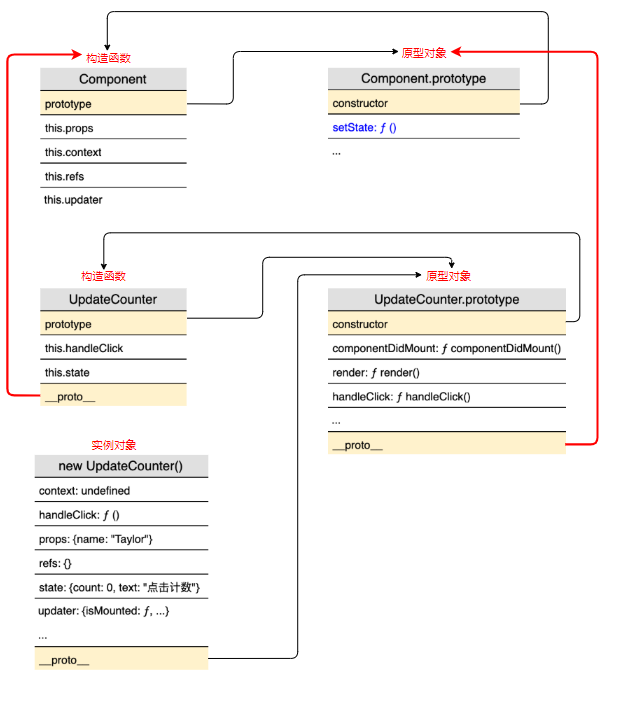 构造函数
Component
prototype
this.props
this.context
this.refs
this.updater
原型对象
Component.prototype
constructor
setState: ƒ ()
...
构造函数
UpdateCounter
prototype
this.handleClick
this.state
__proto__
原型对象
UpdateCounter.prototype
constructor
componentDidMount: ƒ componentDidMount()
render: ƒ render()
handleClick: ƒ handleClick()
...
__proto__
实例对象
new UpdateCounter()
context: undefined
handleClick: ƒ ()
props: {name: "Taylor"}
refs: {}
state: {count: 0, text: "点击计数"}
updater: {isMounted: ƒ, ...}
...
__proto__